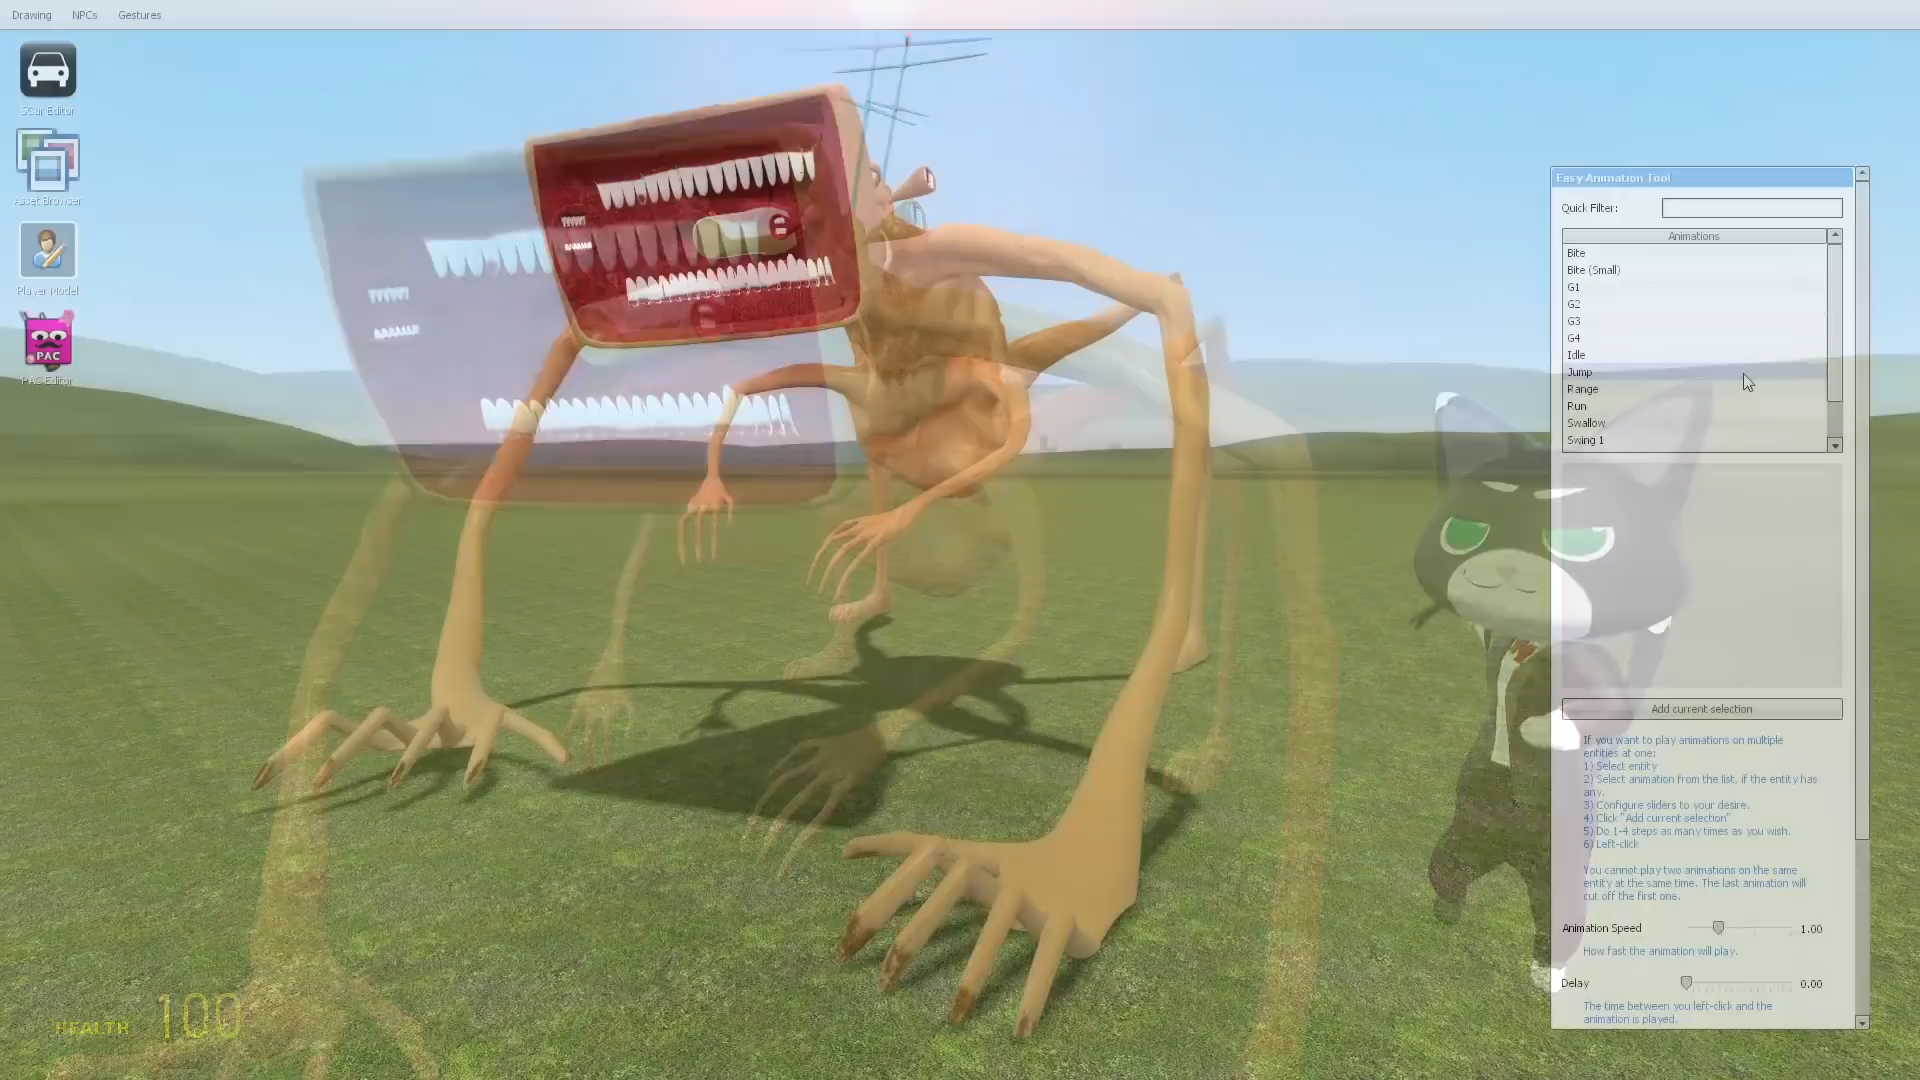 Drawing NPCs Gestures
SCar Editor
Asset Browser
Player Model
PAC
PAC Editor
Easy Animation Tool
Quick Filter:
Animations
Bite
Bite (Small)
G1
G2
G3
G4
Idle
Jump
Range
Run
Swallow
Swing 1
Add current selection
If you want to play animations on multiple
entities at one:
1) Select entity
2) Select animation from the list, if the entity has
any.
3) Configure sliders to your desire.
4) Click "Add current selection"
5) Do 1-4 steps as many times as you wish.
6) Left-click
You cannot play two animations on the same
entity at the same time. The last animation will
cut off the first one.
Animation Speed 1.00
How fast the animation will play.
Delay 0.00
The time between you left-click and the
animation is played.
HEALTH 100